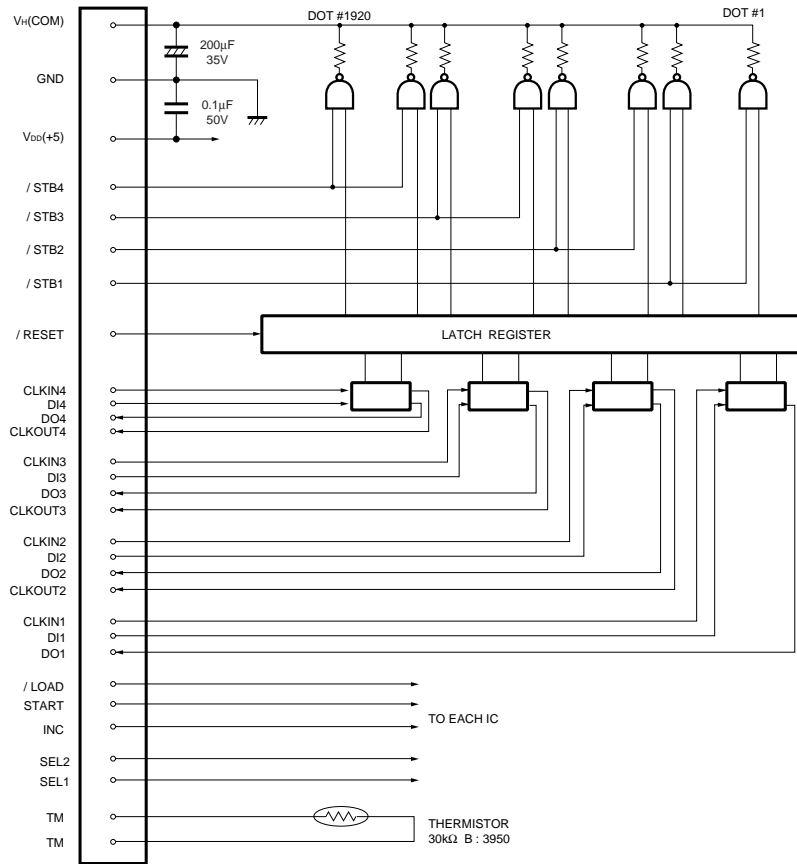 VH(COM)
DOT #1920
DOT #1
200µF
35V
GND
0.1µF
50V
VDD(+5)
/ STB4
/ STB3
/ STB2
/ STB1
/ RESET
LATCH REGISTER
CLKIN4
DI4
DO4
CLKOUT4
CLKIN3
DI3
DO3
CLKOUT3
CLKIN2
DI2
DO2
CLKOUT2
CLKIN1
DI1
DO1
/ LOAD
START
TO EACH IC
INC
SEL2
SEL1
TM
THERMISTOR
30kΩ B : 3950
TM